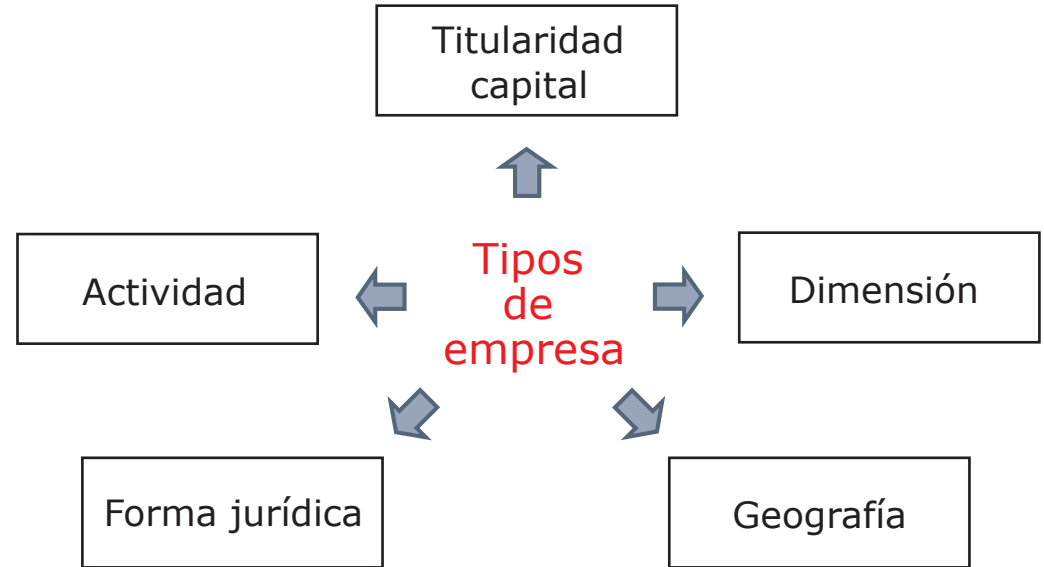 Titularidad
capital
Actividad
Tipos
de
empresa
Dimensión
Forma jurídica
Geografía